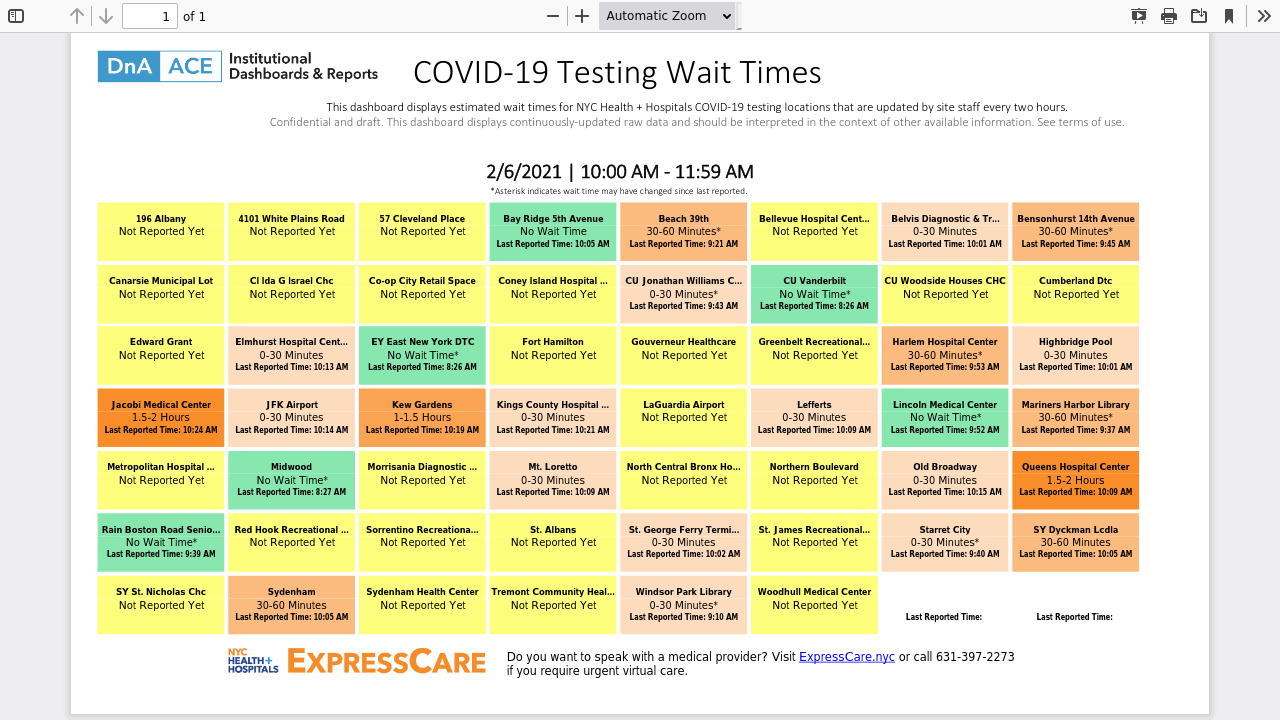 1 of 1
Automatic Zoom
DnA ACE Institutional
Dashboards & Reports
COVID-19 Testing Wait Times
This dashboard displays estimated wait times for NYC Health + Hospitals COVID-19 testing locations that are updated by site staff every two hours.
Confidential and draft. This dashboard displays continuously-updated raw data and should be interpreted in the context of other available information. See terms of use.
2/6/2021 | 10:00 AM - 11:59 AM
*Asterisk indicates wait time may have changed since last reported.
196 Albany
Not Reported Yet
4101 White Plains Road
Not Reported Yet
57 Cleveland Place
Not Reported Yet
Bay Ridge 5th Avenue
No Wait Time
Last Reported Time: 10:05 AM
Beach 39th
30-60 Minutes*
Last Reported Time: 9:21 AM
Bellevue Hospital Cent...
Not Reported Yet
Belvis Diagnostic & Tr...
0-30 Minutes
Last Reported Time: 10:01 AM
Bensonhurst 14th Avenue
30-60 Minutes*
Last Reported Time: 9:45 AM
Canarsie Municipal Lot
Not Reported Yet
Cl Ida G Israel Chc
Not Reported Yet
Co-op City Retail Space
Not Reported Yet
Coney Island Hospital ...
Not Reported Yet
CU Jonathan Williams C...
0-30 Minutes*
Last Reported Time: 9:43 AM
CU Vanderbilt
No Wait Time*
Last Reported Time: 8:26 AM
CU Woodside Houses CHC
Not Reported Yet
Cumberland Dtc
Not Reported Yet
Edward Grant
Not Reported Yet
Elmhurst Hospital Cent...
0-30 Minutes
Last Reported Time: 10:13 AM
EY East New York DTC
No Wait Time*
Last Reported Time: 8:26 AM
Fort Hamilton
Not Reported Yet
Gouverneur Healthcare
Not Reported Yet
Greenbelt Recreational...
Not Reported Yet
Harlem Hospital Center
30-60 Minutes*
Last Reported Time: 9:53 AM
Highbridge Pool
0-30 Minutes
Last Reported Time: 10:01 AM
Jacobi Medical Center
1.5-2 Hours
Last Reported Time: 10:24 AM
JFK Airport
0-30 Minutes
Last Reported Time: 10:14 AM
Kew Gardens
1-1.5 Hours
Last Reported Time: 10:19 AM
Kings County Hospital ...
0-30 Minutes
Last Reported Time: 10:21 AM
LaGuardia Airport
Not Reported Yet
Lefferts
0-30 Minutes
Last Reported Time: 10:09 AM
Lincoln Medical Center
No Wait Time*
Last Reported Time: 9:52 AM
Mariners Harbor Library
30-60 Minutes*
Last Reported Time: 9:37 AM
Metropolitan Hospital ...
Not Reported Yet
Midwood
No Wait Time*
Last Reported Time: 8:27 AM
Morrisania Diagnostic ...
Not Reported Yet
Mt. Loretto
0-30 Minutes
Last Reported Time: 10:09 AM
North Central Bronx Ho...
Not Reported Yet
Northern Boulevard
Not Reported Yet
Old Broadway
0-30 Minutes
Last Reported Time: 10:15 AM
Queens Hospital Center
1.5-2 Hours
Last Reported Time: 10:09 AM
Rain Boston Road Senio...
No Wait Time*
Last Reported Time: 9:39 AM
Red Hook Recreational ...
Not Reported Yet
Sorrentino Recreationa...
Not Reported Yet
St. Albans
Not Reported Yet
St. George Ferry Termi...
0-30 Minutes
Last Reported Time: 10:02 AM
St. James Recreational...
Not Reported Yet
Starret City
0-30 Minutes*
Last Reported Time: 9:40 AM
SY Dyckman Lcdla
30-60 Minutes
Last Reported Time: 10:05 AM
SY St. Nicholas Chc
Not Reported Yet
Sydenham
30-60 Minutes
Last Reported Time: 10:05 AM
Sydenham Health Center
Not Reported Yet
Tremont Community Heal...
Not Reported Yet
Windsor Park Library
0-30 Minutes*
Last Reported Time: 9:10 AM
Woodhull Medical Center
Not Reported Yet
Last Reported Time:
Last Reported Time:
NYC
HEALTH+
HOSPITALS
EXPRESSCARE
Do you want to speak with a medical provider? Visit ExpressCare.nyc or call 631-397-2273
if you require urgent virtual care.